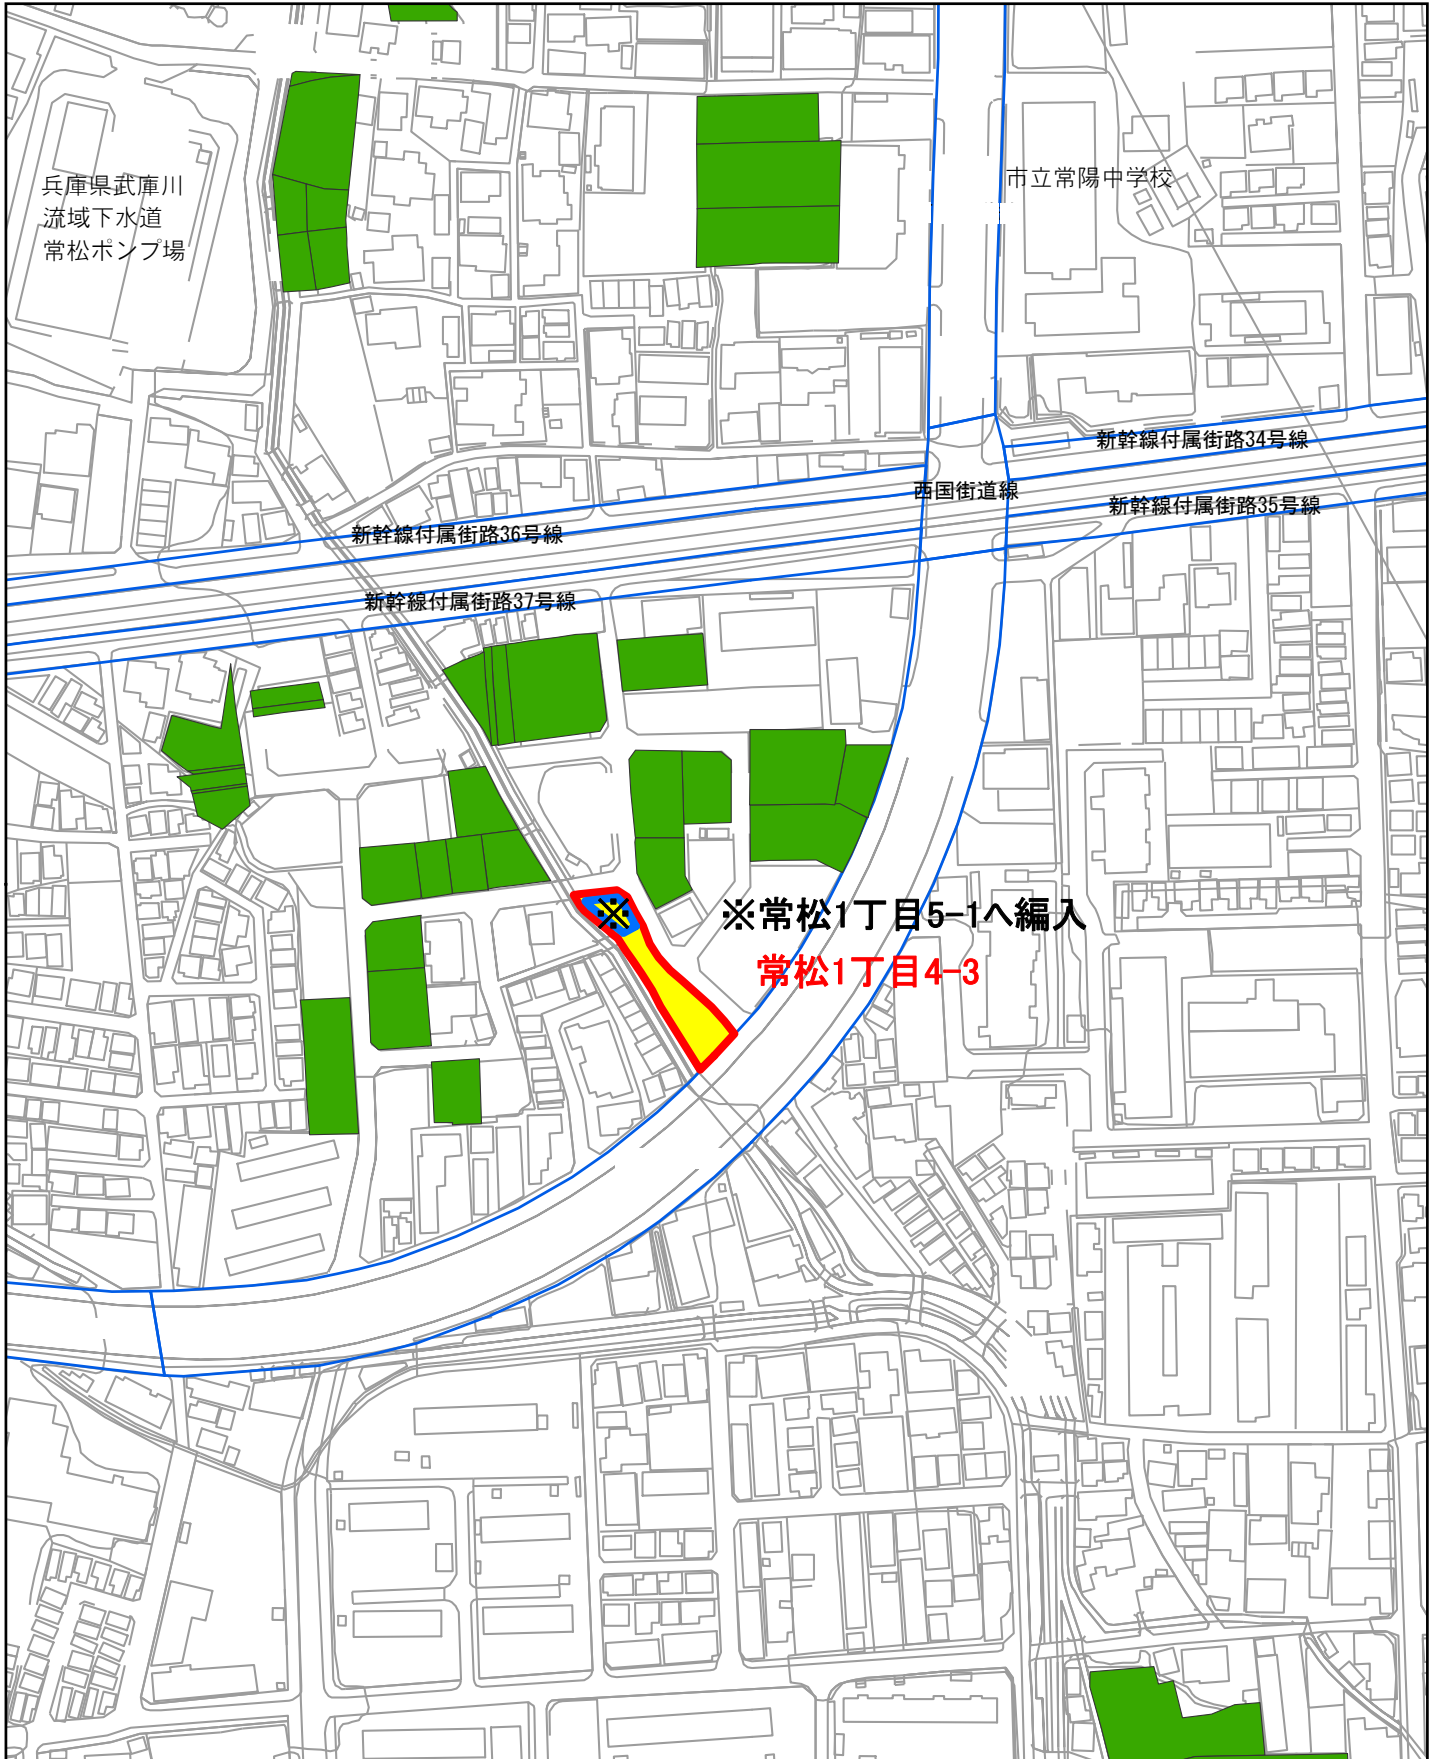 市立常陽中学校
兵庫県武庫川
流域下水道
常松ポンプ場
新幹線付属街路34号線
西国街道線
新幹線付属街路35号線
新幹線付属街路36号線
新幹線付属街路37号線
※
※常松1丁目5-1へ編入
常松1丁目4-3